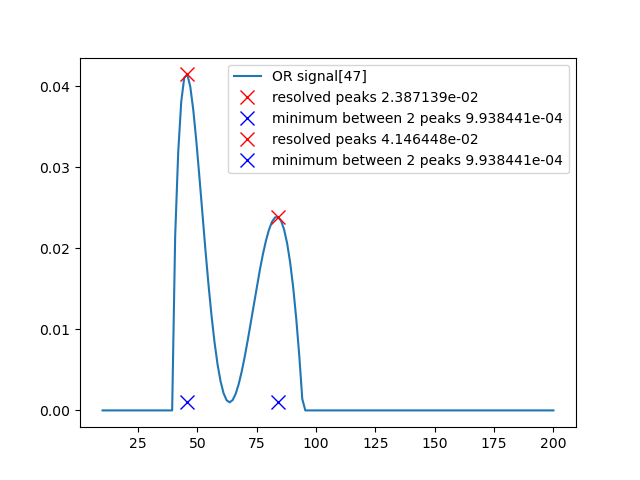 OR signal[47]
resolved peaks 2.387139e-02
minimum between 2 peaks 9.938441e-04
resolved peaks 4.146448e-02
minimum between 2 peaks 9.938441e-04
0.04
0.03
0.02
0.01
0.00
25 50 75 100 125 150 175 200